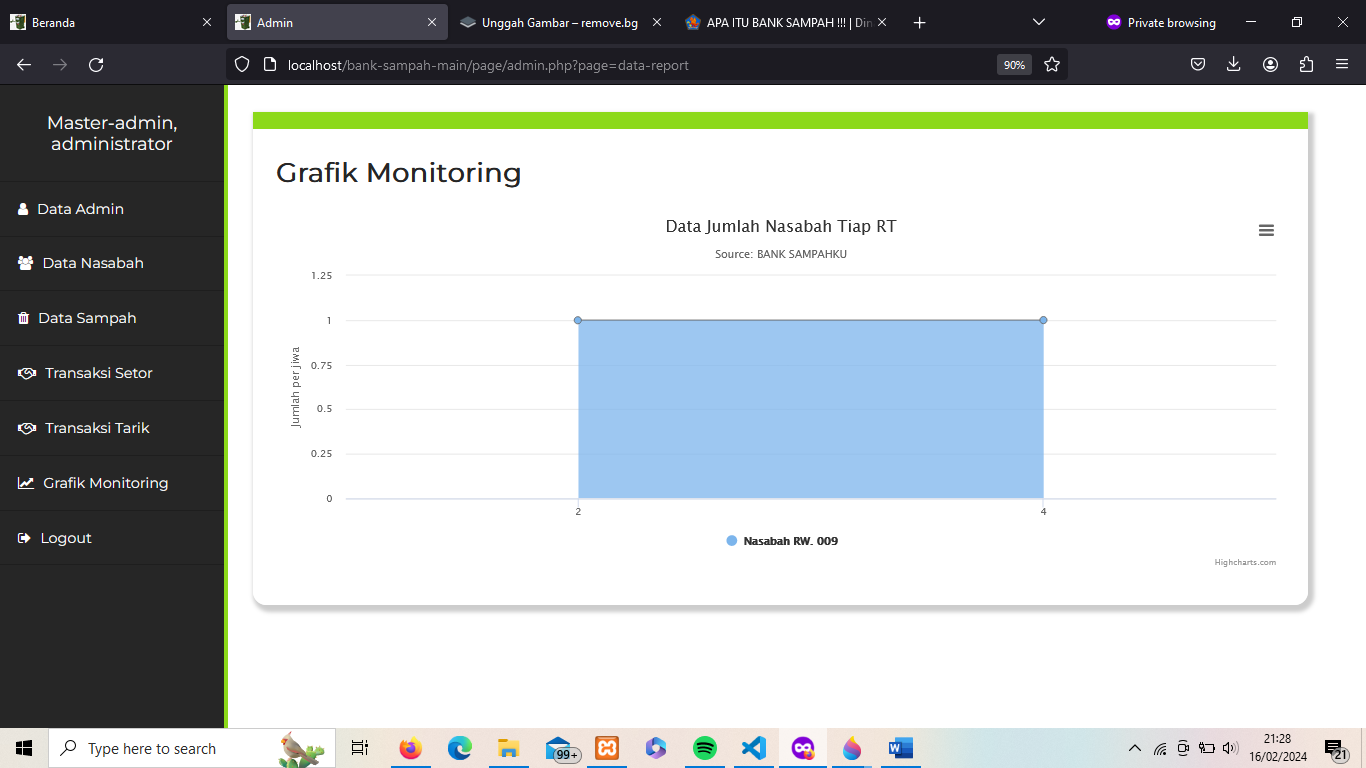 Beranda
Admin
Unggah Gambar – remove.bg
APA ITU BANK SAMPAH !!! | Din
Private browsing
localhost/bank-sampah-main/page/admin.php?page=data-report
90%
Master-admin,
administrator
Data Admin
Data Nasabah
Data Sampah
Transaksi Setor
Transaksi Tarik
Grafik Monitoring
Logout
Grafik Monitoring
Data Jumlah Nasabah Tiap RT
Source: BANK SAMPAHKU
Jumlah per jiwa
1.25
1
0.75
0.5
0.25
0
2 4
Nasabah RW. 009
Highcharts.com
Type here to search
99+
21:28
16/02/2024
21